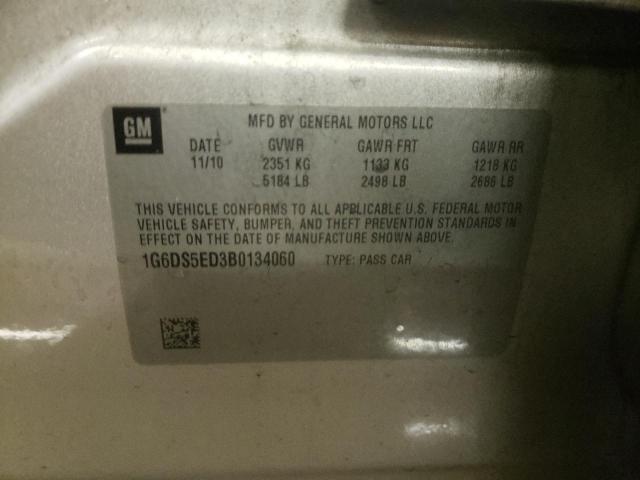 GM
MFD BY GENERAL MOTORS LLC
DATE GVWR GAWR FRT GAWR RR
11/10 2351 KG 1133 KG 1218 KG
5184 LB 2498 LB 2686 LB
THIS VEHICLE CONFORMS TO ALL APPLICABLE U.S. FEDERAL MOTOR
VEHICLE SAFETY, BUMPER, AND THEFT PREVENTION STANDARDS IN
EFFECT ON THE DATE OF MANUFACTURE SHOWN ABOVE.
1G6DS5ED3B0134060 TYPE: PASS CAR